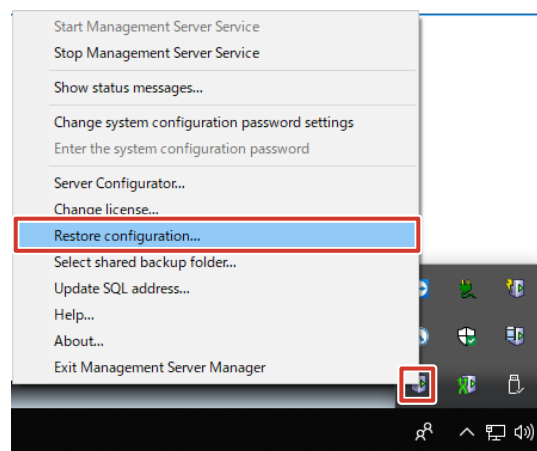 Start Management Server Service
Stop Management Server Service
Show status messages...
Change system configuration password settings
Enter the system configuration password
Server Configurator...
Change license...
Restore configuration...
Select shared backup folder...
Update SQL address...
Help...
About...
Exit Management Server Manager